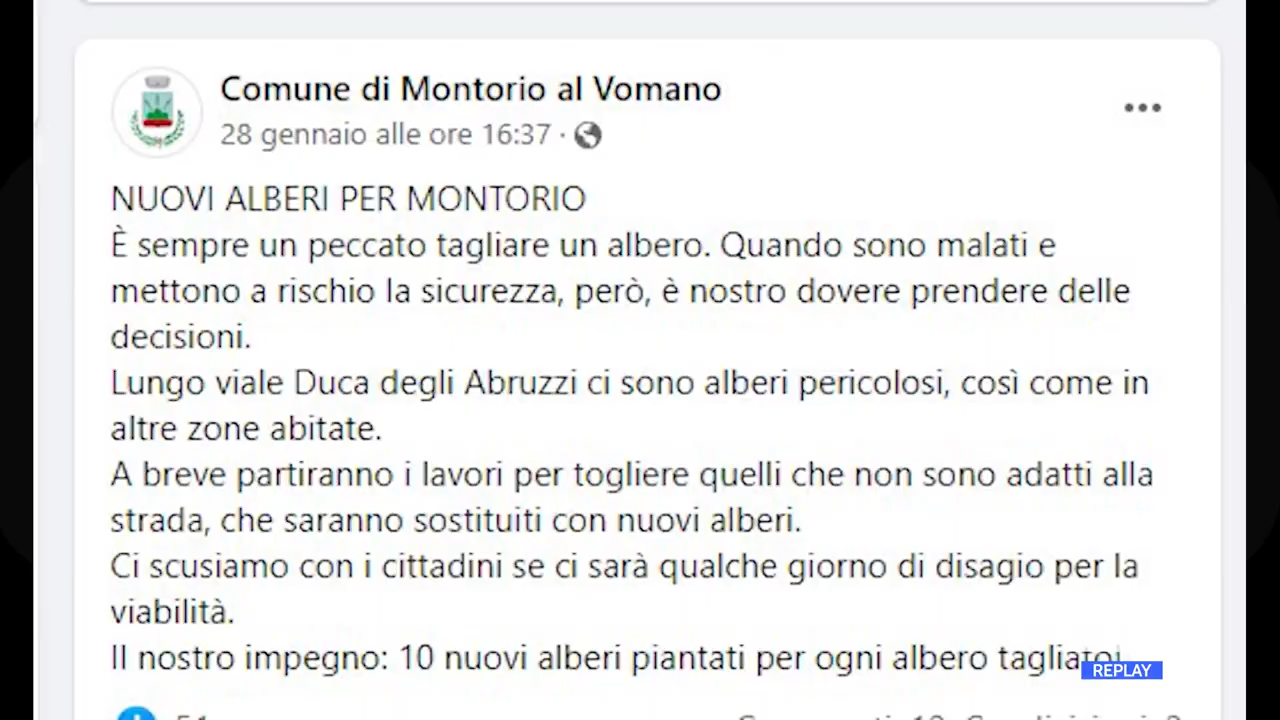 Comune di Montorio al Vomano
28 gennaio alle ore 16:37 ·
NUOVI ALBERI PER MONTORIO
È sempre un peccato tagliare un albero. Quando sono malati e
mettono a rischio la sicurezza, però, è nostro dovere prendere delle
decisioni.
Lungo viale Duca degli Abruzzi ci sono alberi pericolosi, così come in
altre zone abitate.
A breve partiranno i lavori per togliere quelli che non sono adatti alla
strada, che saranno sostituiti con nuovi alberi.
Ci scusiamo con i cittadini se ci sarà qualche giorno di disagio per la
viabilità.
Il nostro impegno: 10 nuovi alberi piantati per ogni albero tagliato!
REPLAY